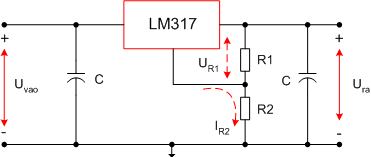 LM317
+
+
U_R1
R1
U_vao
C
C
U_ra
R2
I_R2
-
-